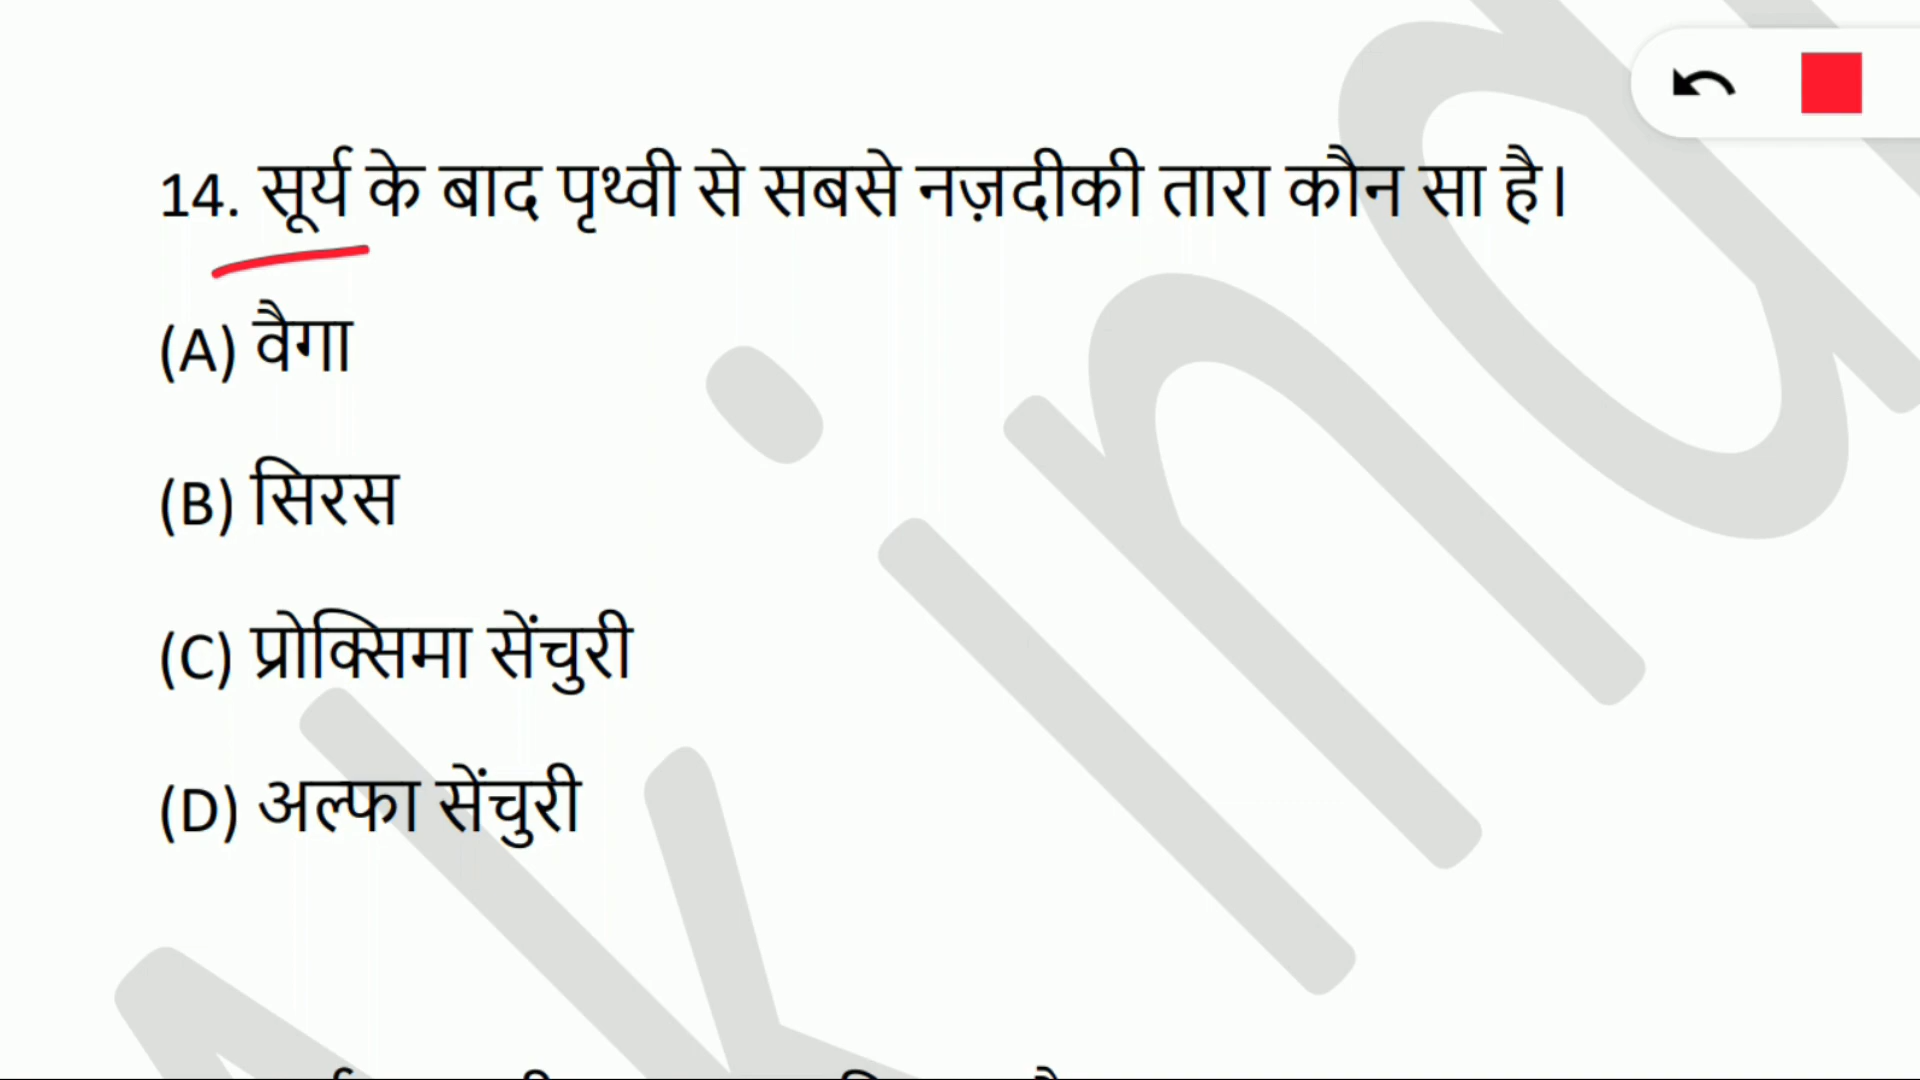 14. सूर्य के बाद पृथ्वी से सबसे नज़दीकी तारा कौन सा है।
(A) वैगा
(B) सिरस
(C) प्रोक्सिमा सेंचुरी
(D) अल्फा सेंचुरी